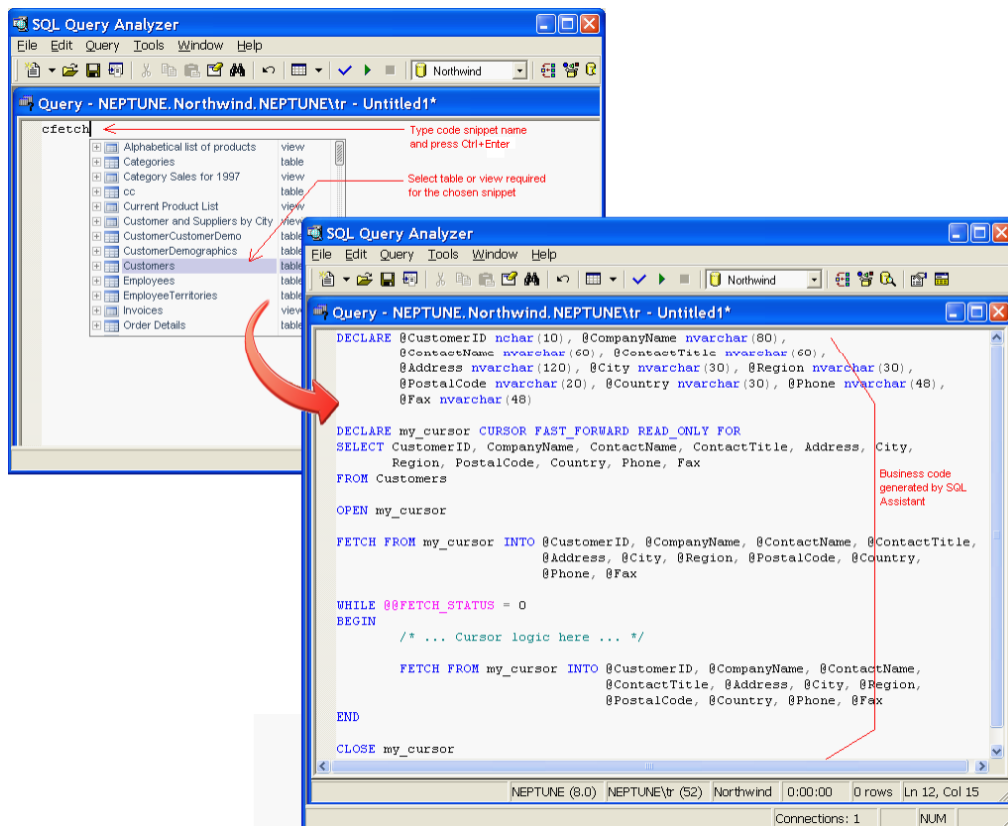 SQL Query Analyzer
File Edit Query Tools Window Help
Northwind
Query - NEPTUNE.Northwind.NEPTUNE\tr - Untitled1*
cfetch
Type code snippet name
and press Ctrl+Enter
Alphabetical list of products view
Categories table
Category Sales for 1997 view
cc table
Current Product List view
Customer and Suppliers by City view
CustomerCustomerDemo table
CustomerDemographics table
Customers table
Employees table
EmployeeTerritories table
Invoices view
Order Details table
Select table or view required
for the chosen snippet
SQL Query Analyzer
File Edit Query Tools Window Help
Northwind
Query - NEPTUNE.Northwind.NEPTUNE\tr - Untitled1*
DECLARE @CustomerID nchar(10), @CompanyName nvarchar(80),
@ContactName nvarchar(60), @ContactTitle nvarchar(60),
@Address nvarchar(120), @City nvarchar(30), @Region nvarchar(30),
@PostalCode nvarchar(20), @Country nvarchar(30), @Phone nvarchar(48),
@Fax nvarchar(48)
DECLARE my_cursor CURSOR FAST_FORWARD READ_ONLY FOR
SELECT CustomerID, CompanyName, ContactName, ContactTitle, Address, City,
Region, PostalCode, Country, Phone, Fax
FROM Customers
OPEN my_cursor
FETCH FROM my_cursor INTO @CustomerID, @CompanyName, @ContactName, @ContactTitle,
@Address, @City, @Region, @PostalCode, @Country,
@Phone, @Fax
WHILE @@FETCH_STATUS = 0
BEGIN
/* ... Cursor logic here ... */
FETCH FROM my_cursor INTO @CustomerID, @CompanyName, @ContactName,
@ContactTitle, @Address, @City, @Region,
@PostalCode, @Country, @Phone, @Fax
END
CLOSE my_cursor
Business code
generated by SQL
Assistant
NEPTUNE (8.0) NEPTUNE\tr (52) Northwind 0:00:00 0 rows Ln 12, Col 15
Connections: 1 NUM